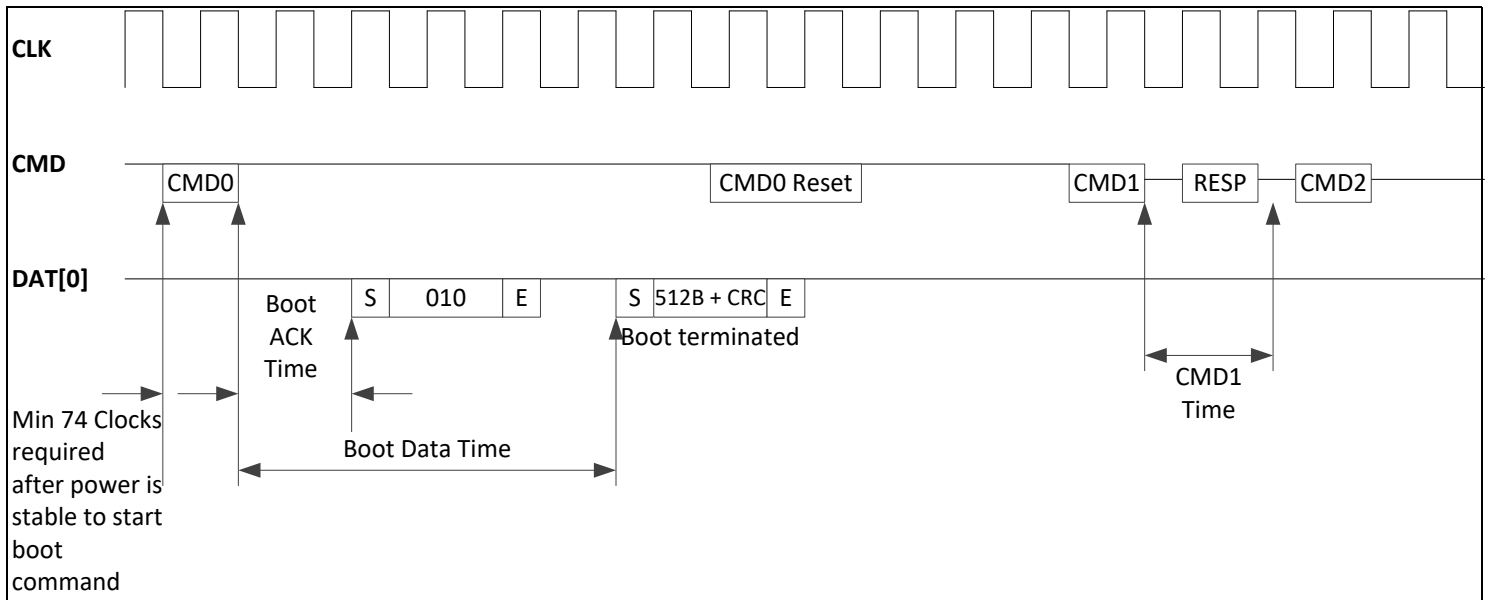 CLK
CMD
CMD0
CMD0 Reset
CMD1
RESP
CMD2
DAT[0]
S
010
E
S
512B + CRC
E
Boot
ACK
Time
Boot terminated
CMD1
Time
Min 74 Clocks
required
after power is
stable to start
boot
command
Boot Data Time